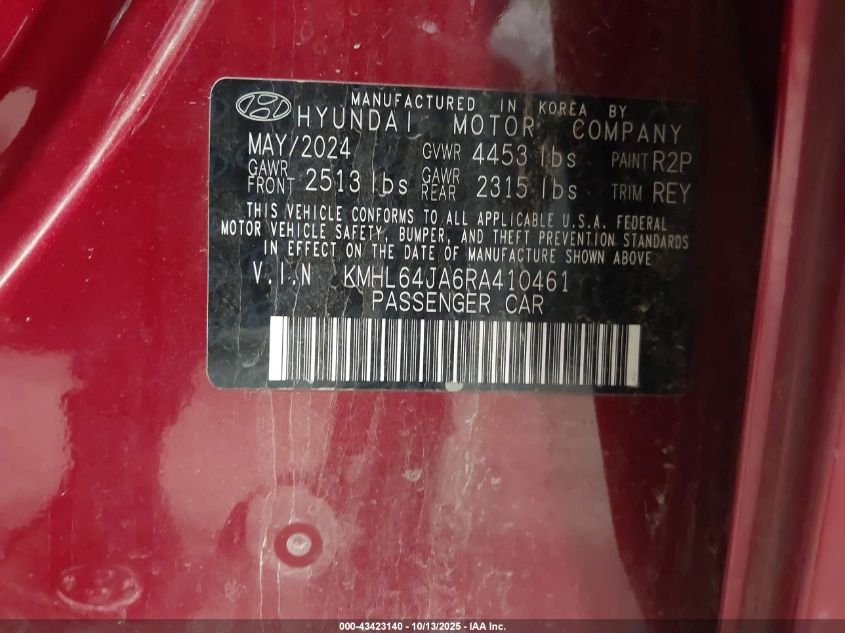 MANUFACTURED IN KOREA BY
HYUNDAI MOTOR COMPANY
MAY/2024 GVWR 4453 lbs PAINT R2P
GAWR FRONT 2513 lbs GAWR REAR 2315 lbs TRIM REY
THIS VEHICLE CONFORMS TO ALL APPLICABLE U.S.A. FEDERAL
MOTOR VEHICLE SAFETY, BUMPER, AND THEFT PREVENTION STANDARDS
IN EFFECT ON THE DATE OF MANUFACTURE SHOWN ABOVE
V.I.N KMHL64JA6RA410461
PASSENGER CAR
000-43423140 - 10/13/2025 - IAA Inc.